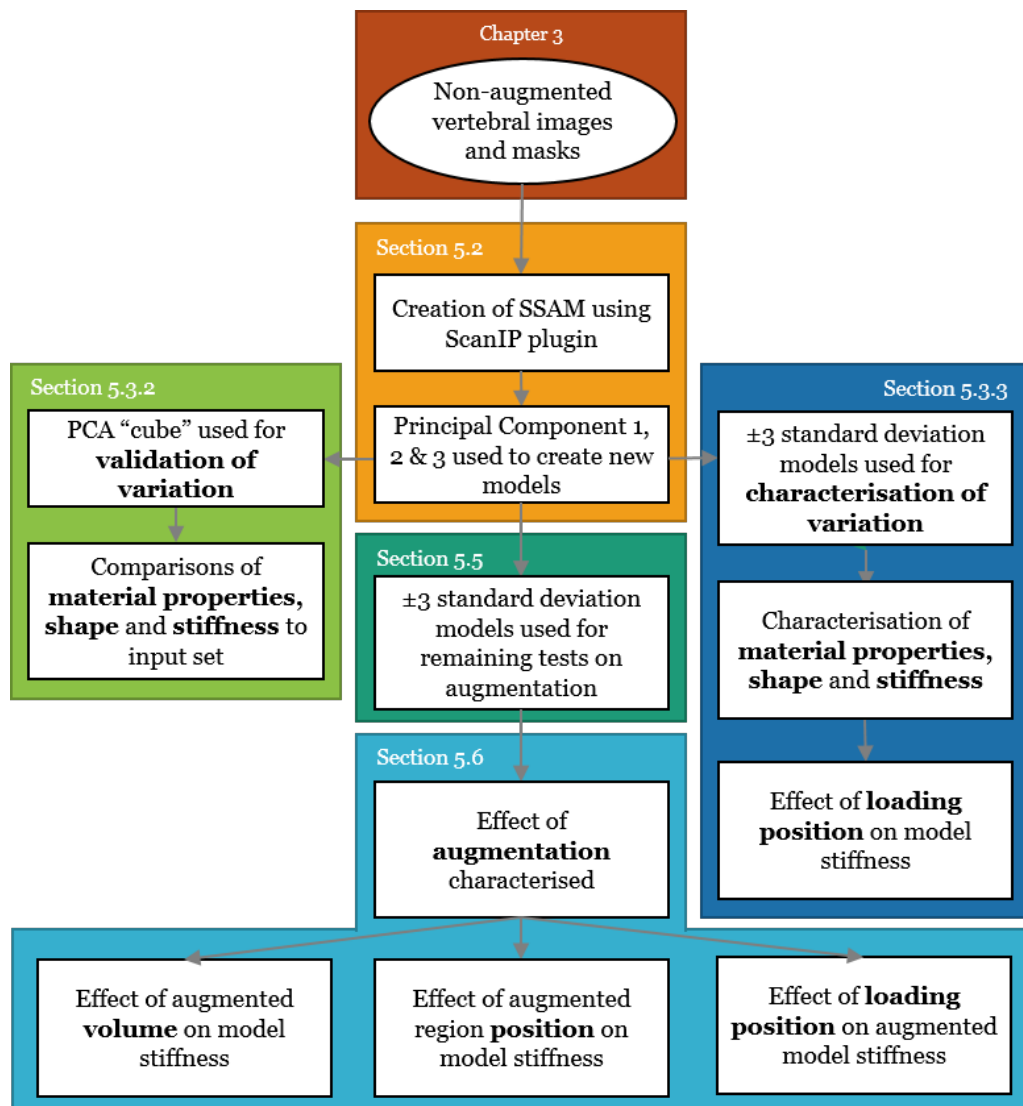 Chapter 3
Non-augmented
vertebral images
and masks
Section 5.2
Creation of SSAM using
ScanIP plugin
Principal Component 1,
2 & 3 used to create new
models
Section 5.3.2
PCA “cube” used for
validation of
variation
Comparisons of
material properties,
shape and stiffness to
input set
Section 5.3.3
±3 standard deviation
models used for
characterisation of
variation
Characterisation of
material properties,
shape and stiffness
Effect of loading
position on model
stiffness
Section 5.5
±3 standard deviation
models used for
remaining tests on
augmentation
Section 5.6
Effect of
augmentation
characterised
Effect of augmented
volume on model
stiffness
Effect of augmented
region position on
model stiffness
Effect of loading
position on augmented
model stiffness